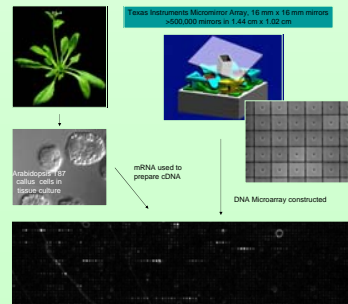 Texas Instruments Micromirror Array, 16 mm x 16 mm mirrors
>500,000 mirrors in 1.44 cm x 1.02 cm
Arabidopsis T87
callus cells in
tissue culture
mRNA used to
prepare cDNA
DNA Microarray constructed